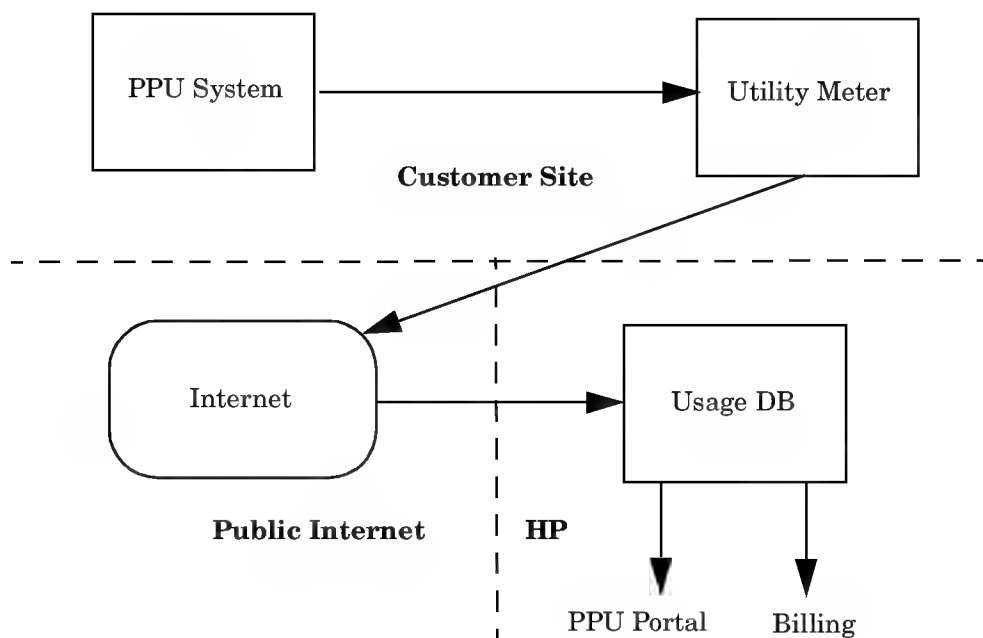 PPU System
Utility Meter
Customer Site
Internet
Usage DB
Public Internet
HP
PPU Portal
Billing